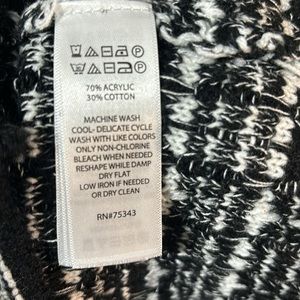 70% ACRYLIC
30% COTTON
MACHINE WASH
COOL- DELICATE CYCLE
WASH WITH LIKE COLORS
ONLY NON-CHLORINE
BLEACH WHEN NEEDED
RESHAPE WHILE DAMP
DRY FLAT
LOW IRON IF NEEDED
OR DRY CLEAN
RN#75343